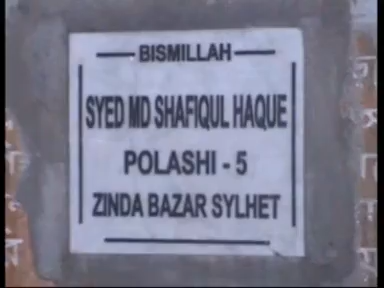 BISMILLAH
SYED MD SHAFIQUL HAQUE
POLASHI - 5
ZINDA BAZAR SYLHET